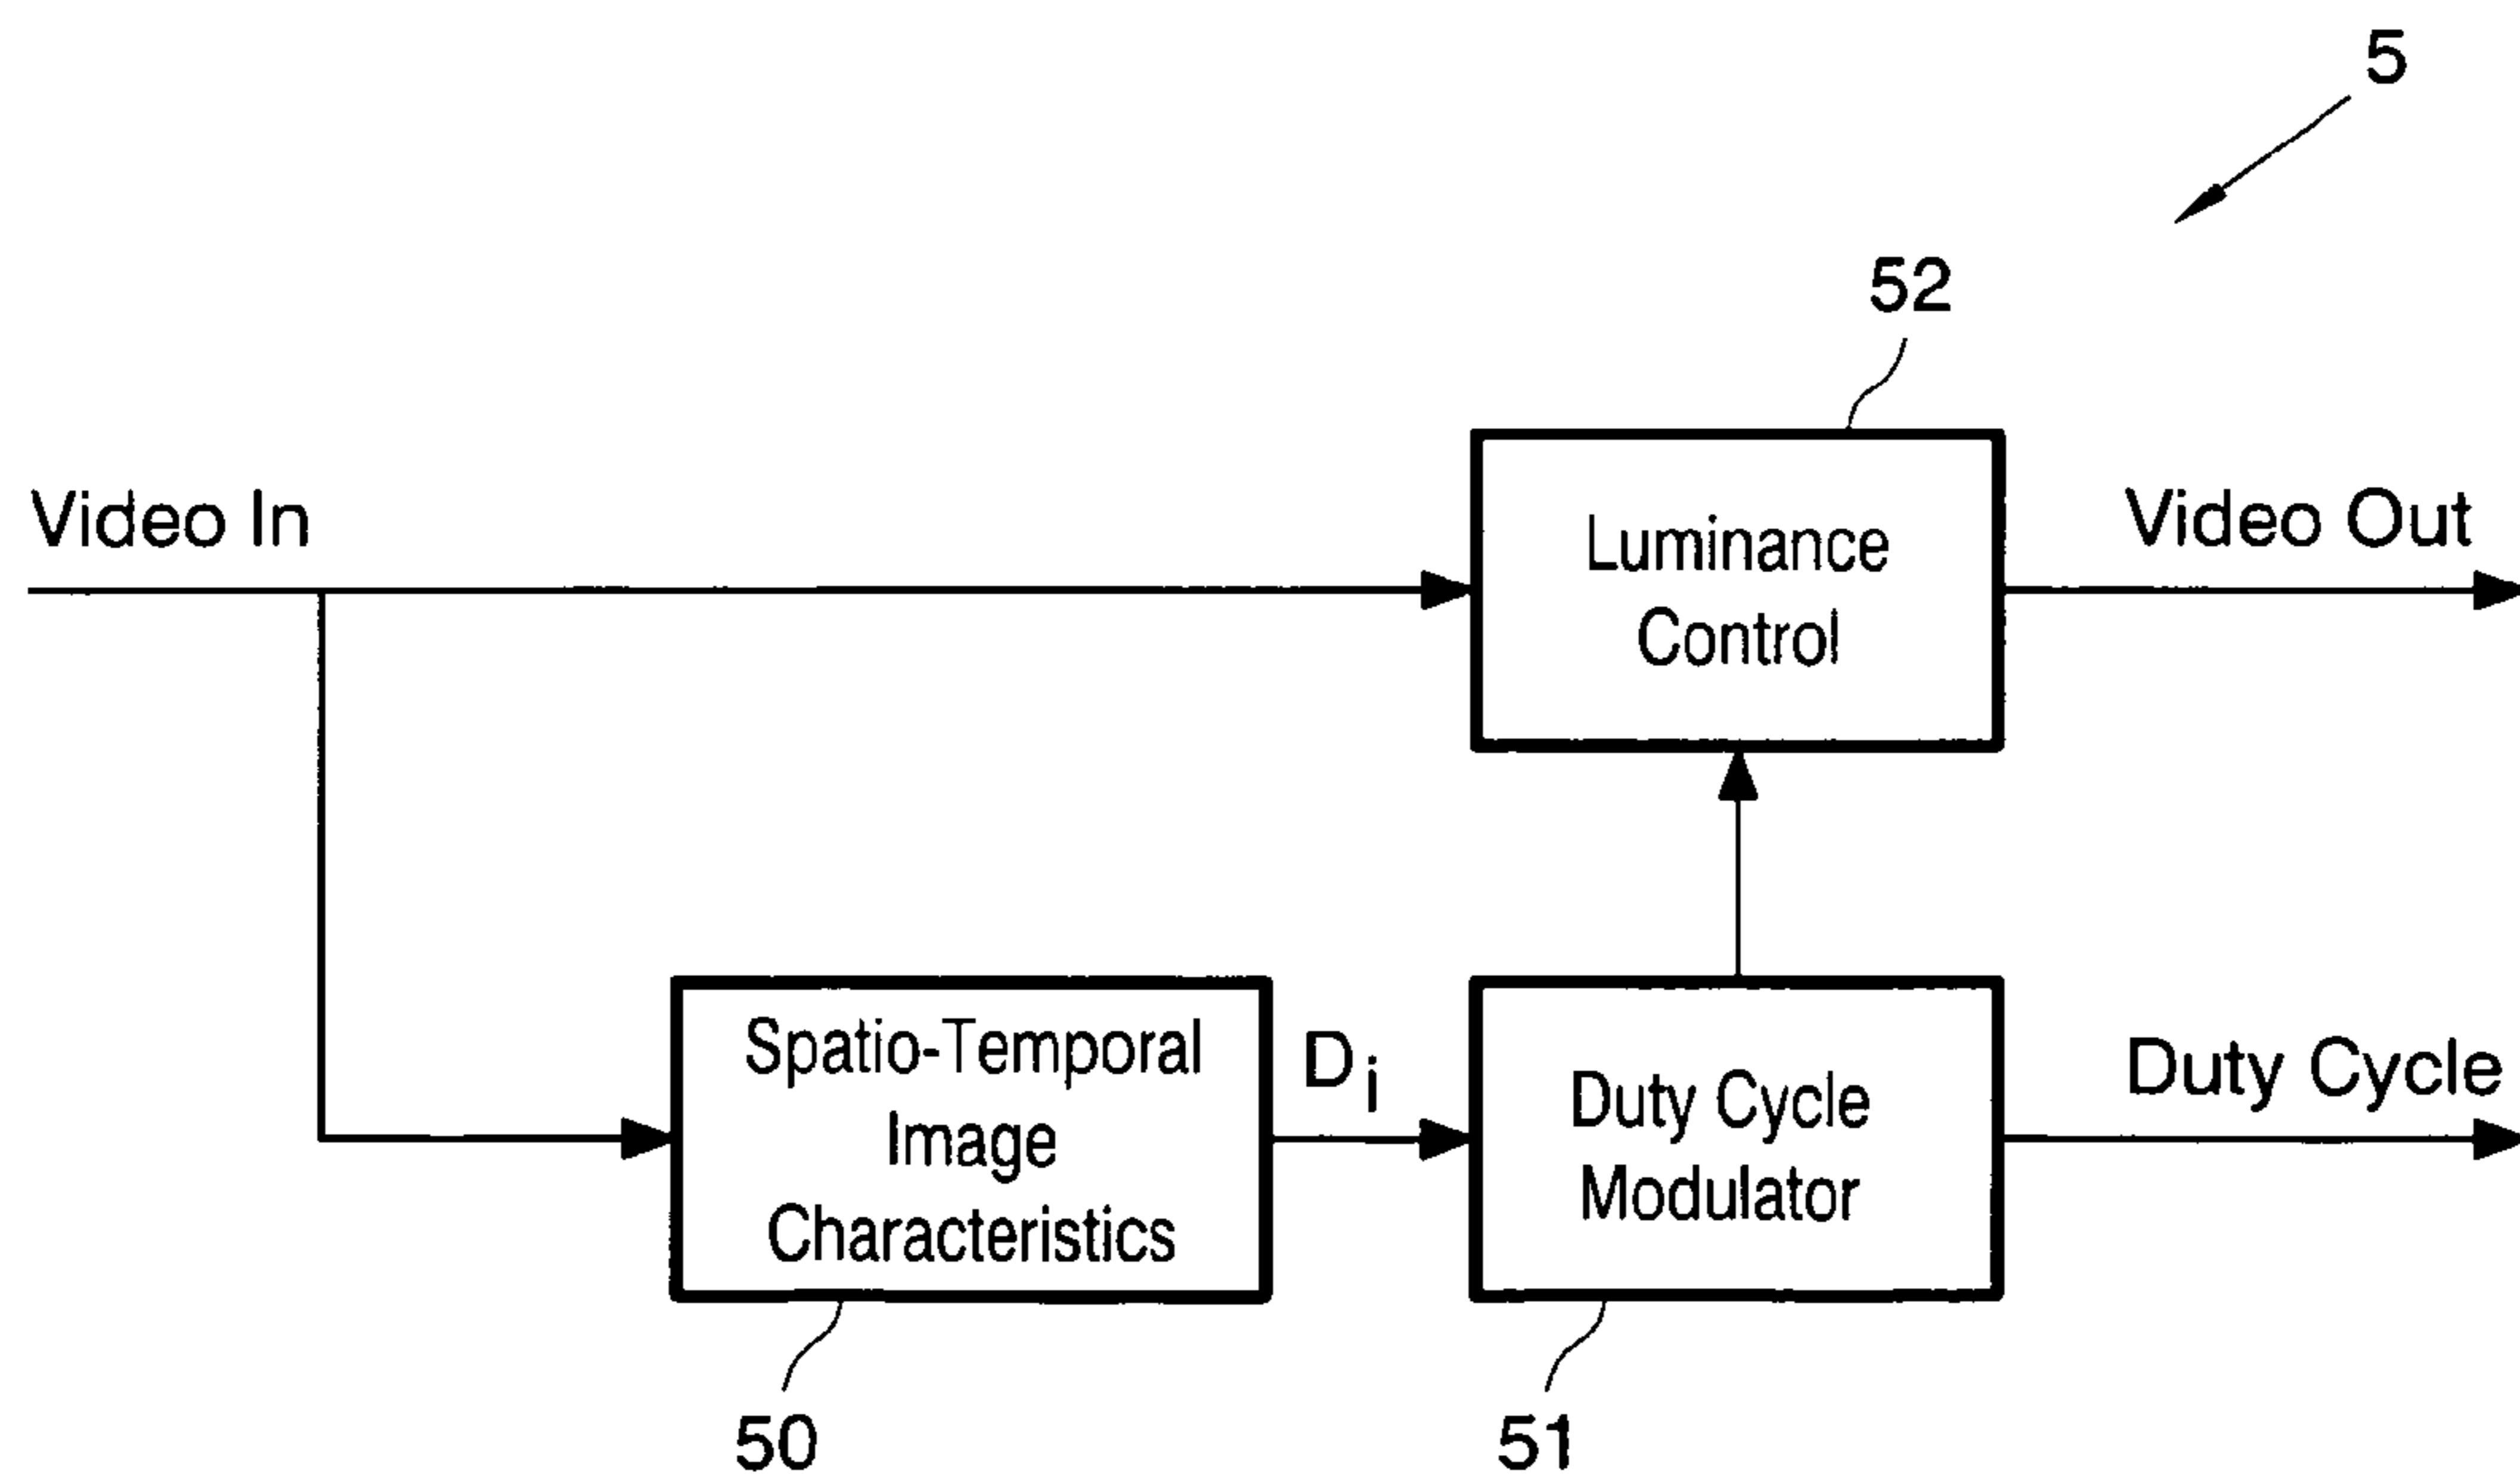 5
52
Video In
Luminance
Control
Video Out
Spatio-Temporal
Image
Characteristics
Di
Duty Cycle
Modulator
Duty Cycle
50
51